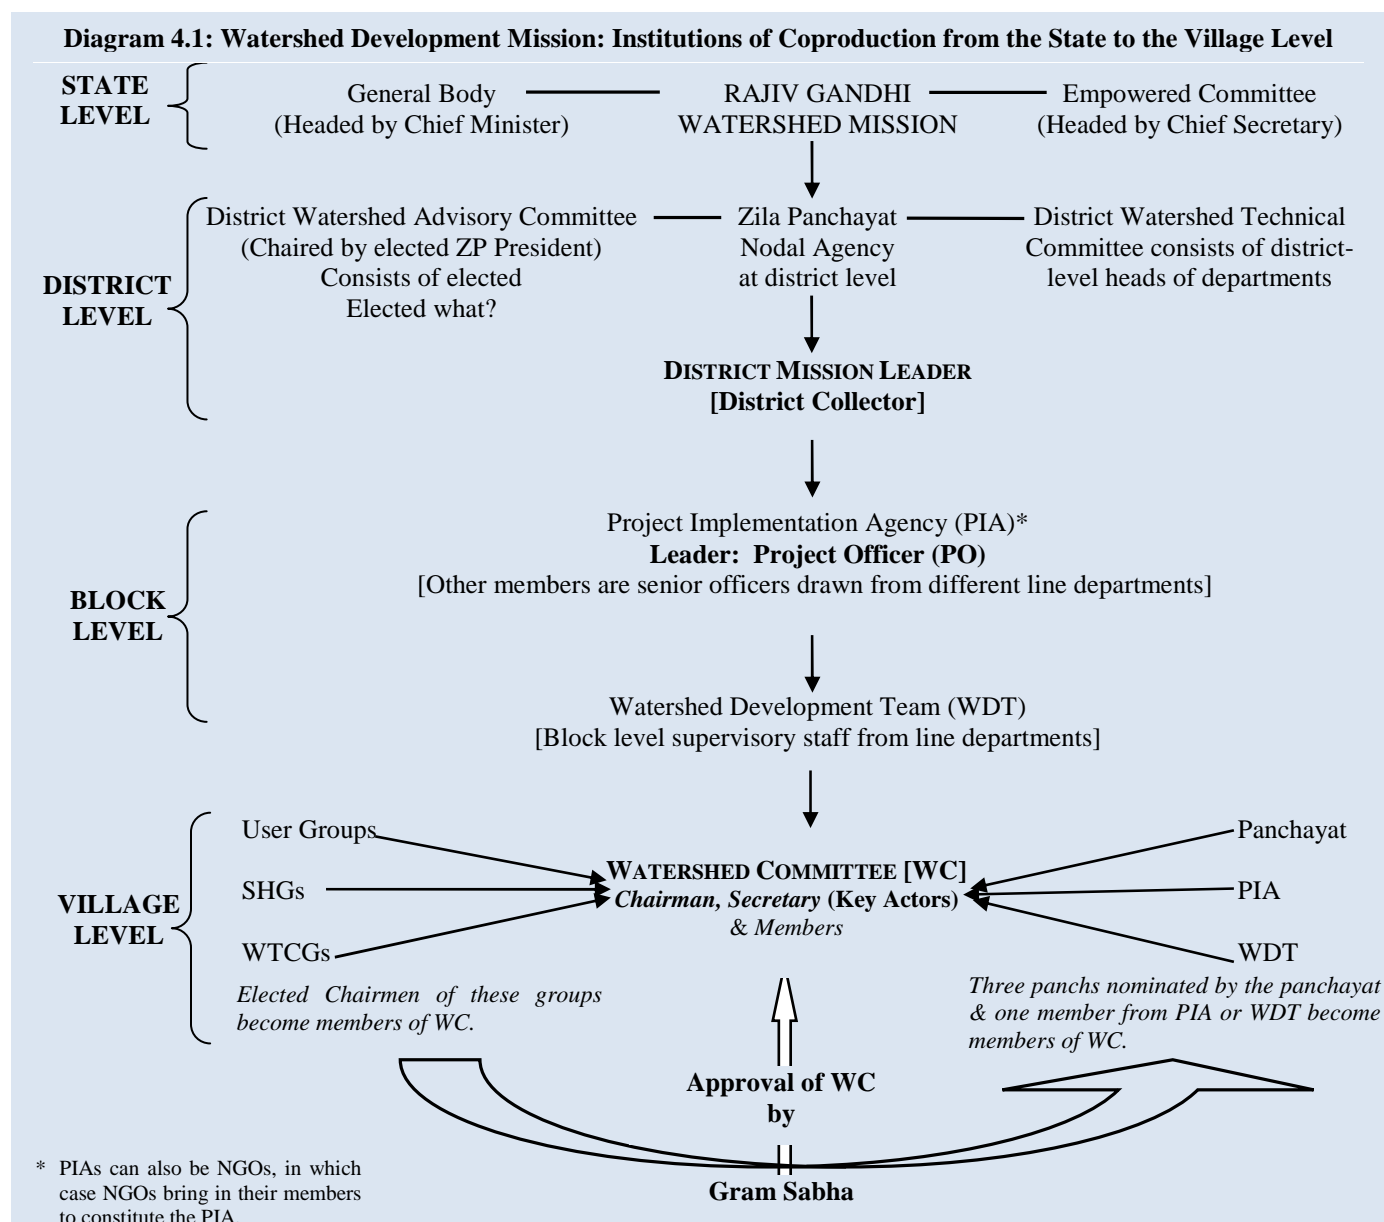 Diagram 4.1: Watershed Development Mission: Institutions of Coproduction from the State to the Village Level
STATE
LEVEL
General Body
(Headed by Chief Minister)
RAJIV GANDHI
WATERSHED MISSION
Empowered Committee
(Headed by Chief Secretary)
DISTRICT
LEVEL
District Watershed Advisory Committee
(Chaired by elected ZP President)
Consists of elected
Elected what?
Zila Panchayat
Nodal Agency
at district level
District Watershed Technical
Committee consists of district-
level heads of departments
DISTRICT MISSION LEADER
[District Collector]
BLOCK
LEVEL
Project Implementation Agency (PIA)*
Leader: Project Officer (PO)
[Other members are senior officers drawn from different line departments]
Watershed Development Team (WDT)
[Block level supervisory staff from line departments]
VILLAGE
LEVEL
User Groups
SHGs
WTCGs
Elected Chairmen of these groups
become members of WC.
WATERSHED COMMITTEE [WC]
Chairman, Secretary (Key Actors)
& Members
Panchayat
PIA
WDT
Three panchs nominated by the panchayat
& one member from PIA or WDT become
members of WC.
Approval of WC
by
Gram Sabha
* PIAs can also be NGOs, in which
case NGOs bring in their members
to constitute the PIA